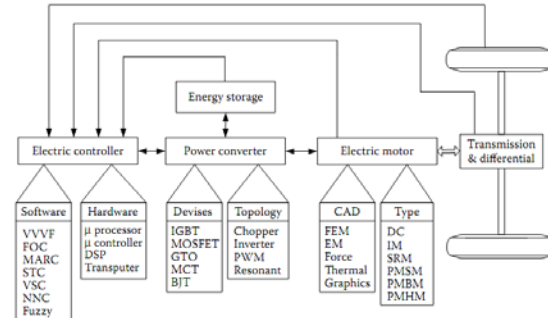 Energy storage
Electric controller
Power converter
Electric motor
Transmission
& differential
Software
VVVF
FOC
MARC
STC
VSC
NNC
Fuzzy
Hardware
μ processor
μ controller
DSP
Transputer
Devises
IGBT
MOSFET
GTO
MCT
BJT
Topology
Chopper
Inverter
PWM
Resonant
CAD
FEM
EM
Force
Thermal
Graphics
Type
DC
IM
SRM
PMSM
PMBM
PMHM